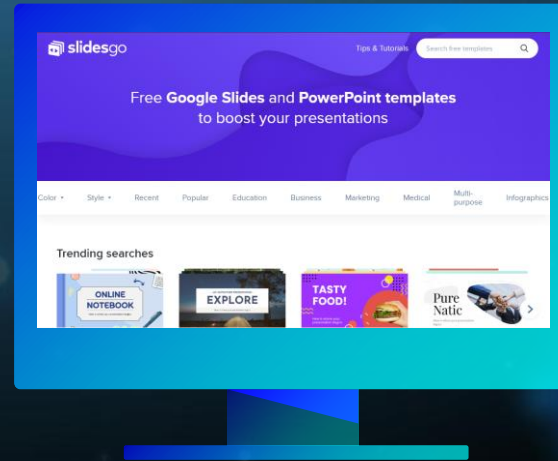 slidesgo
Tips & Tutorials
Search free templates
Free Google Slides and PowerPoint templates
to boost your presentations
Color
Style
Recent
Popular
Education
Business
Marketing
Medical
Multi-
purpose
Infographics
Trending searches
ONLINE
NOTEBOOK
EXPLORE
TASTY
FOOD!
Pure
Natic